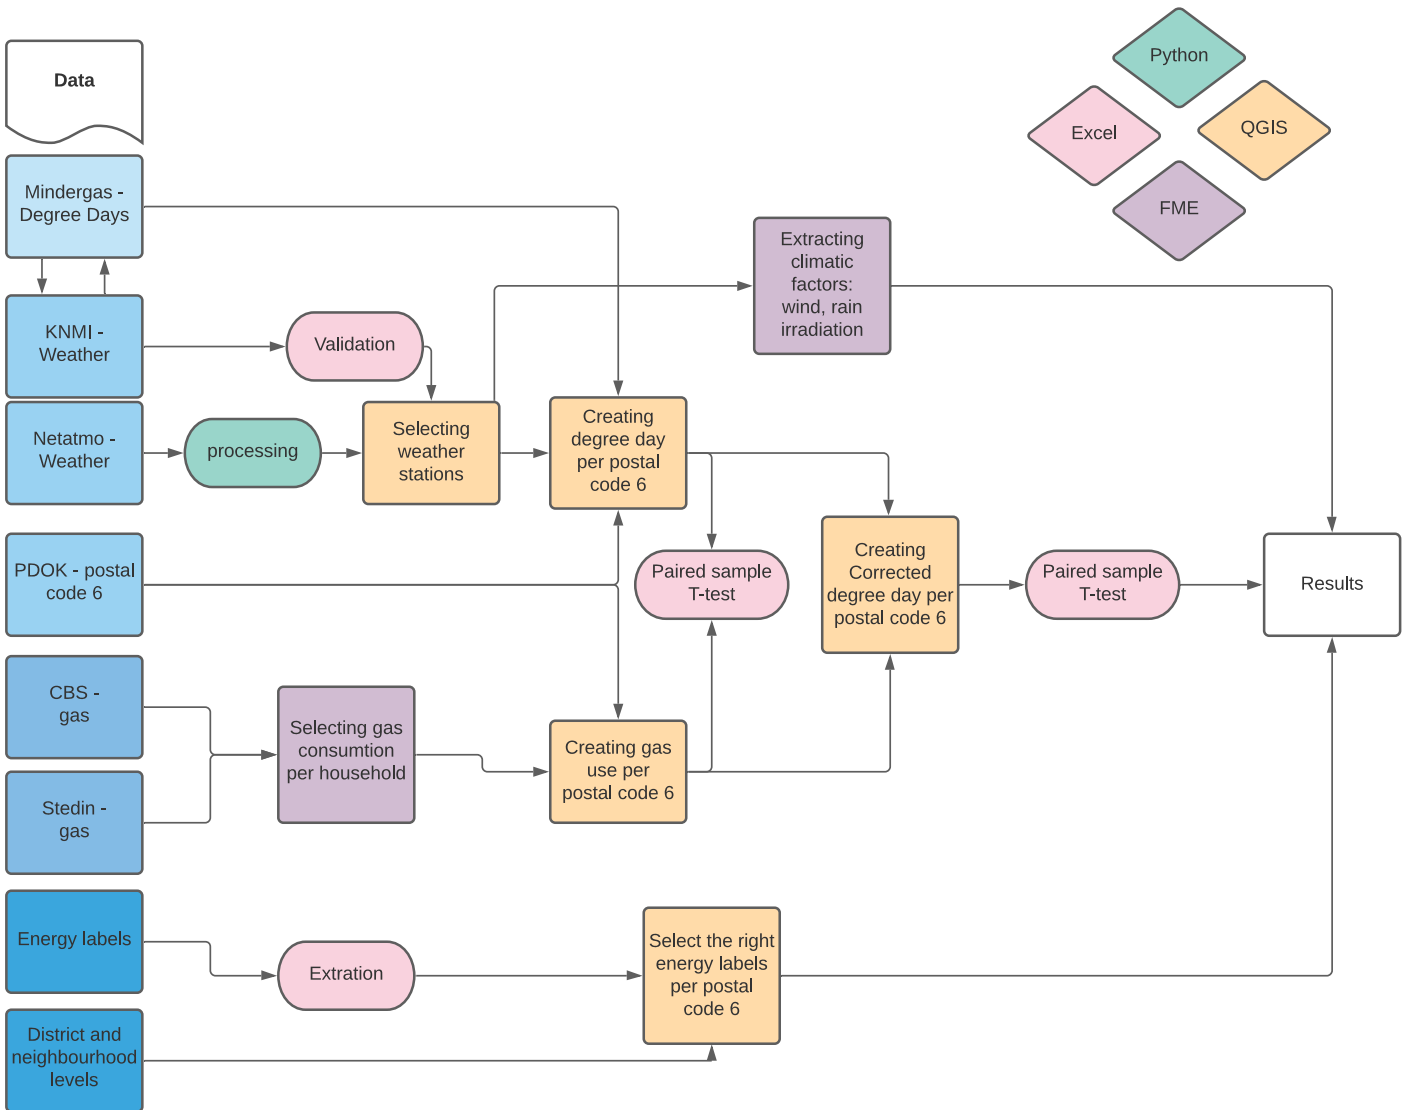 Data
Python
Excel
QGIS
FME
Mindergas -
Degree Days
KNMI -
Weather
Validation
Extracting
climatic
factors:
wind, rain
irradiation
Netatmo -
Weather
processing
Selecting
weather
stations
Creating
degree day
per postal
code 6
PDOK - postal
code 6
Paired sample
T-test
Creating
Corrected
degree day per
postal code 6
Paired sample
T-test
Results
CBS -
gas
Stedin -
gas
Selecting gas
consumtion
per household
Creating gas
use per
postal code 6
Energy labels
Extration
Select the right
energy labels
per postal
code 6
District and
neighbourhood
levels